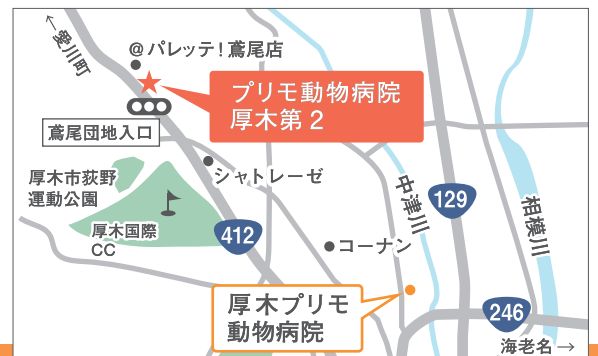 ←愛川町
@パレッテ！鳶尾店
プリモ動物病院
厚木第２
鳶尾団地入口
シャトレーゼ
厚木市荻野
運動公園
厚木国際
CC
中津川
129
相模川
412
コーナン
厚木プリモ
動物病院
246
海老名→